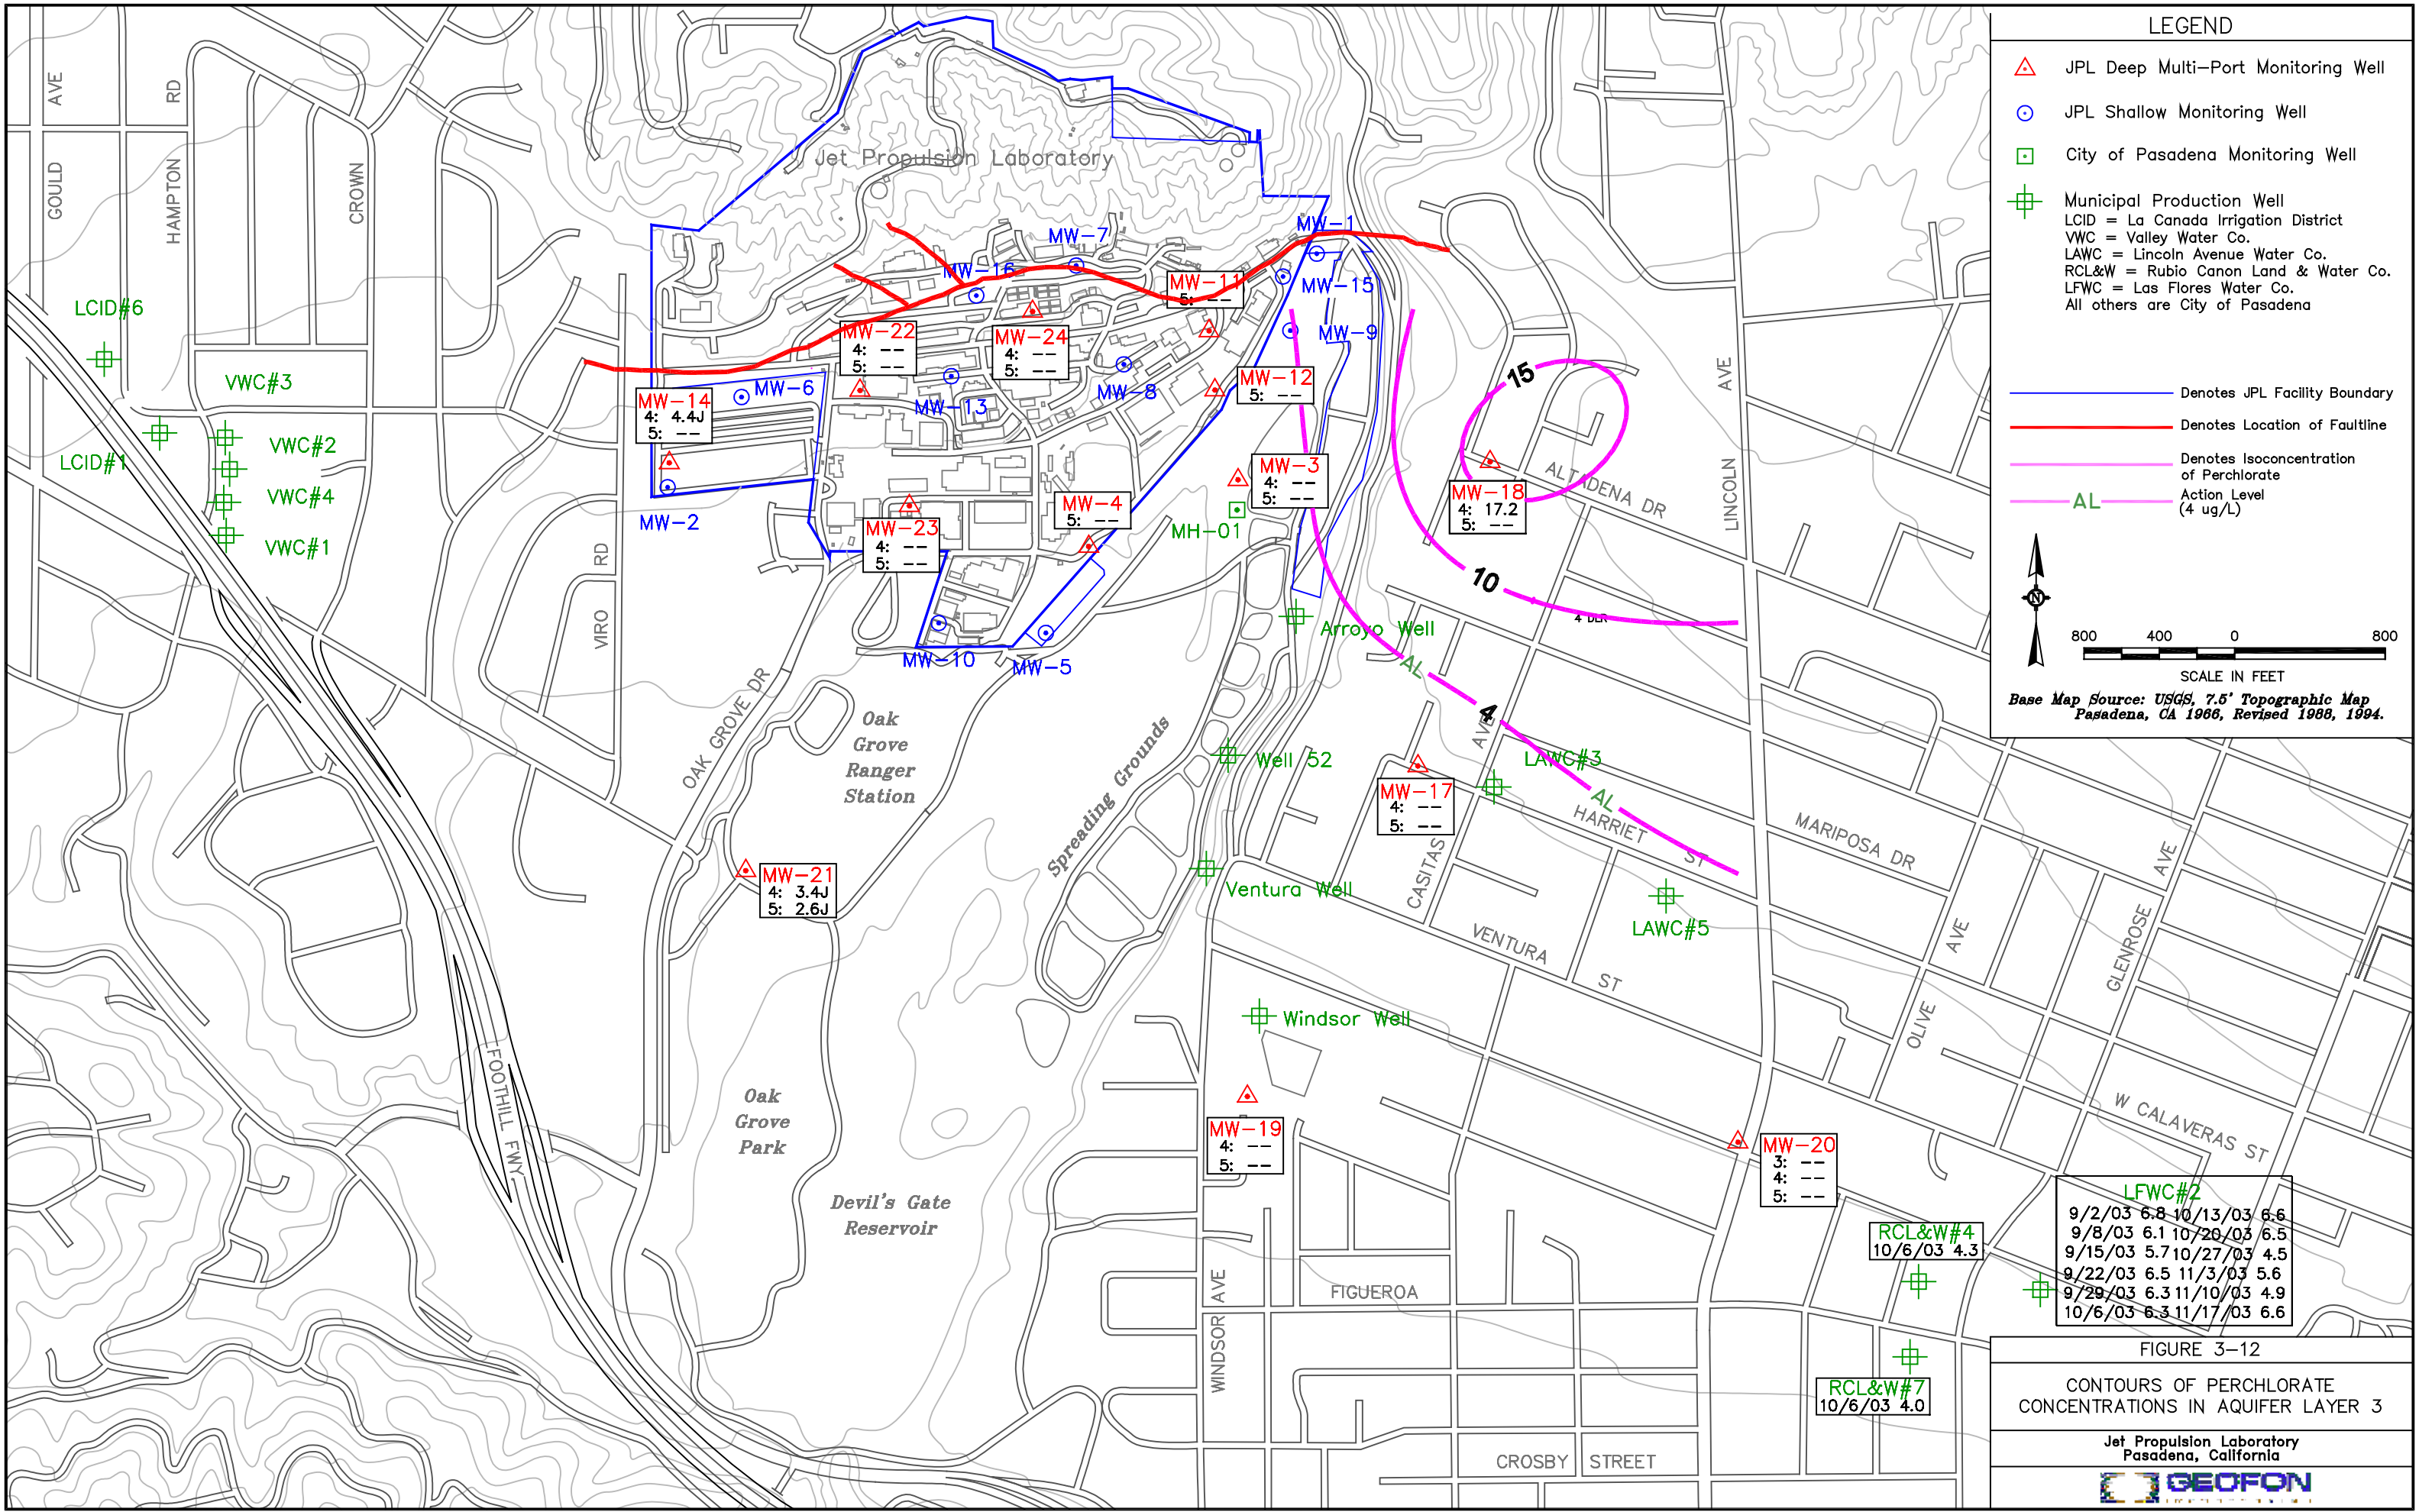 LEGEND
JPL Deep Multi-Port Monitoring Well
JPL Shallow Monitoring Well
City of Pasadena Monitoring Well
Municipal Production Well
LCID = La Canada Irrigation District
VWC = Valley Water Co.
LAWC = Lincoln Avenue Water Co.
RCL&W = Rubio Canon Land & Water Co.
LFWC = Las Flores Water Co.
All others are City of Pasadena
Denotes JPL Facility Boundary
Denotes Location of Faultline
Denotes Isoconcentration
of Perchlorate
AL
Action Level
(4 ug/L)
N
800 400 0 800
SCALE IN FEET
Base Map Source: USGS, 7.5' Topographic Map
Pasadena, CA 1966, Revised 1988, 1994.
GOULD AVE
HAMPTON RD
CROWN
VIRO RD
Jet Propulsion Laboratory
LCID#6
VWC#3
LCID#1
VWC#2
VWC#4
VWC#1
MW-1
MW-7
MW-16
MW-11
5: --
MW-15
MW-9
MW-22
4: --
5: --
MW-24
4: --
5: --
MW-12
5: --
MW-14
4: 4.4J
5: --
MW-6
MW-13
MW-8
MW-3
4: --
5: --
MW-2
MW-4
5: --
MW-23
4: --
5: --
MH-01
MW-10
MW-5
MW-18
4: 17.2
5: --
15
10
4
AL
AL
ALTADENA DR
LINCOLN AVE
4 DLR
Arroyo Well
Well 52
LAWC#3
MW-17
4: --
5: --
HARRIET ST
MARIPOSA DR
CASITAS AVE
OAK GROVE DR
Oak
Grove
Ranger
Station
Spreading Grounds
MW-21
4: 3.4J
5: 2.6J
Ventura Well
LAWC#5
VENTURA ST
OLIVE AVE
GLENROSE AVE
Windsor Well
FOOTHILL FWY.
Oak
Grove
Park
Devil's Gate
Reservoir
MW-19
4: --
5: --
MW-20
3: --
4: --
5: --
W CALAVERAS ST
WINDSOR AVE
FIGUEROA
CROSBY STREET
RCL&W#4
10/6/03 4.3
RCL&W#7
10/6/03 4.0
LFWC#2
9/2/03 6.8 10/13/03 6.6
9/8/03 6.1 10/20/03 6.5
9/15/03 5.7 10/27/03 4.5
9/22/03 6.5 11/3/03 5.6
9/29/03 6.3 11/10/03 4.9
10/6/03 6.3 11/17/03 6.6
FIGURE 3-12
CONTOURS OF PERCHLORATE
CONCENTRATIONS IN AQUIFER LAYER 3
Jet Propulsion Laboratory
Pasadena, California
GEOFON